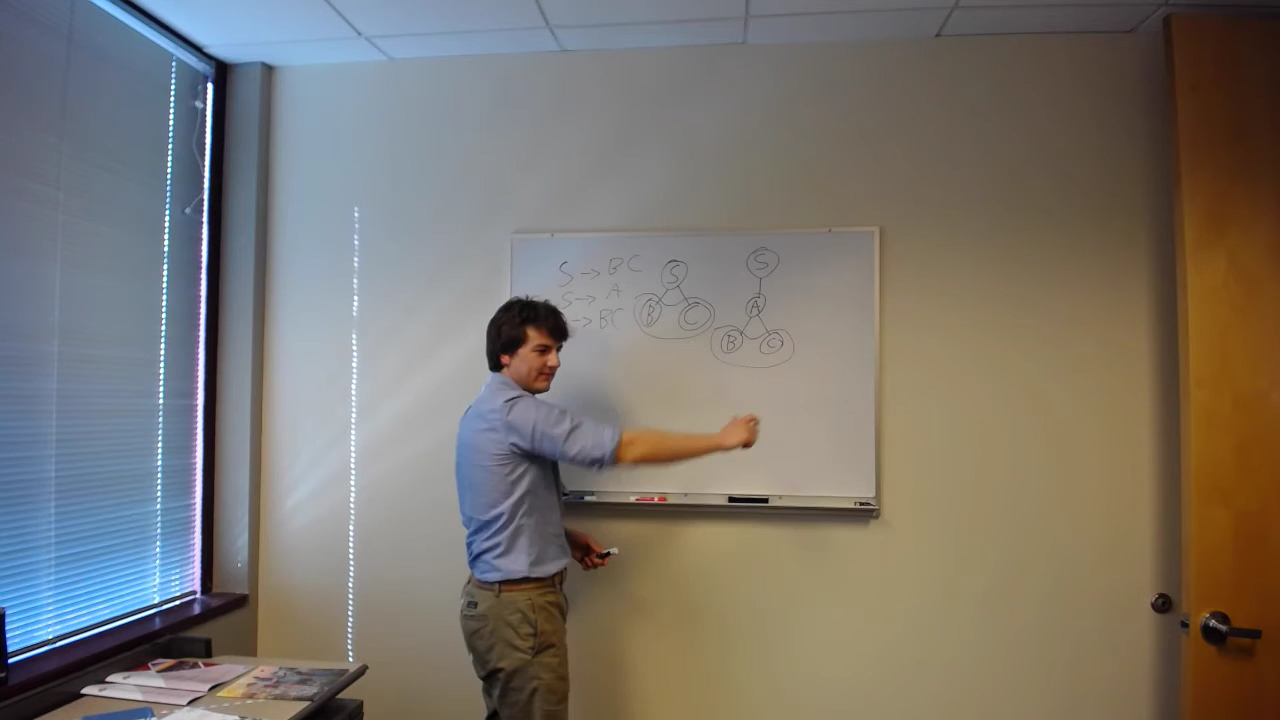 S → BC
S → A
→ BC
S
B C
S
A
B C